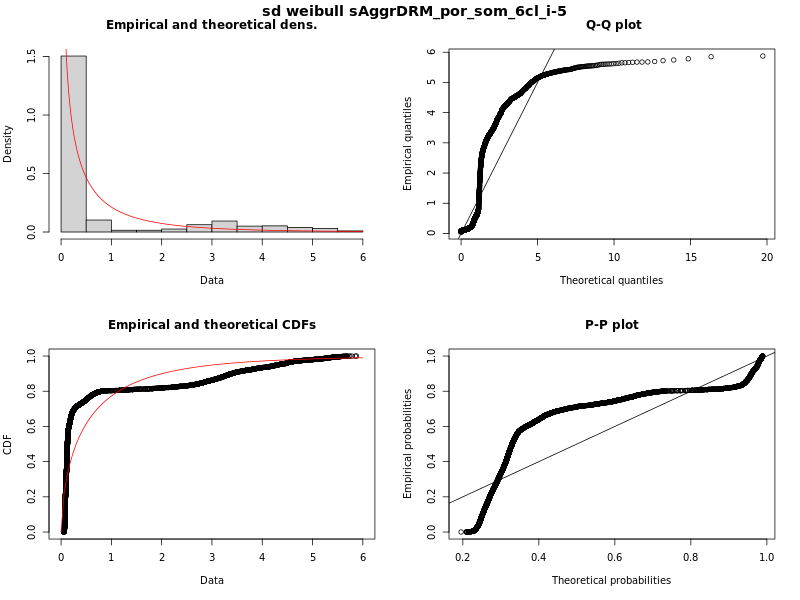 sd weibull sAggrDRM_por_som_6cl_i-5
Empirical and theoretical dens.
Density
0.0 0.5 1.0 1.5
0 1 2 3 4 5 6
Data
Q-Q plot
Empirical quantiles
0 1 2 3 4 5 6
0 5 10 15 20
Theoretical quantiles
Empirical and theoretical CDFs
CDF
0.0 0.2 0.4 0.6 0.8 1.0
0 1 2 3 4 5 6
Data
P-P plot
Empirical probabilities
0.0 0.2 0.4 0.6 0.8 1.0
0.2 0.4 0.6 0.8 1.0
Theoretical probabilities